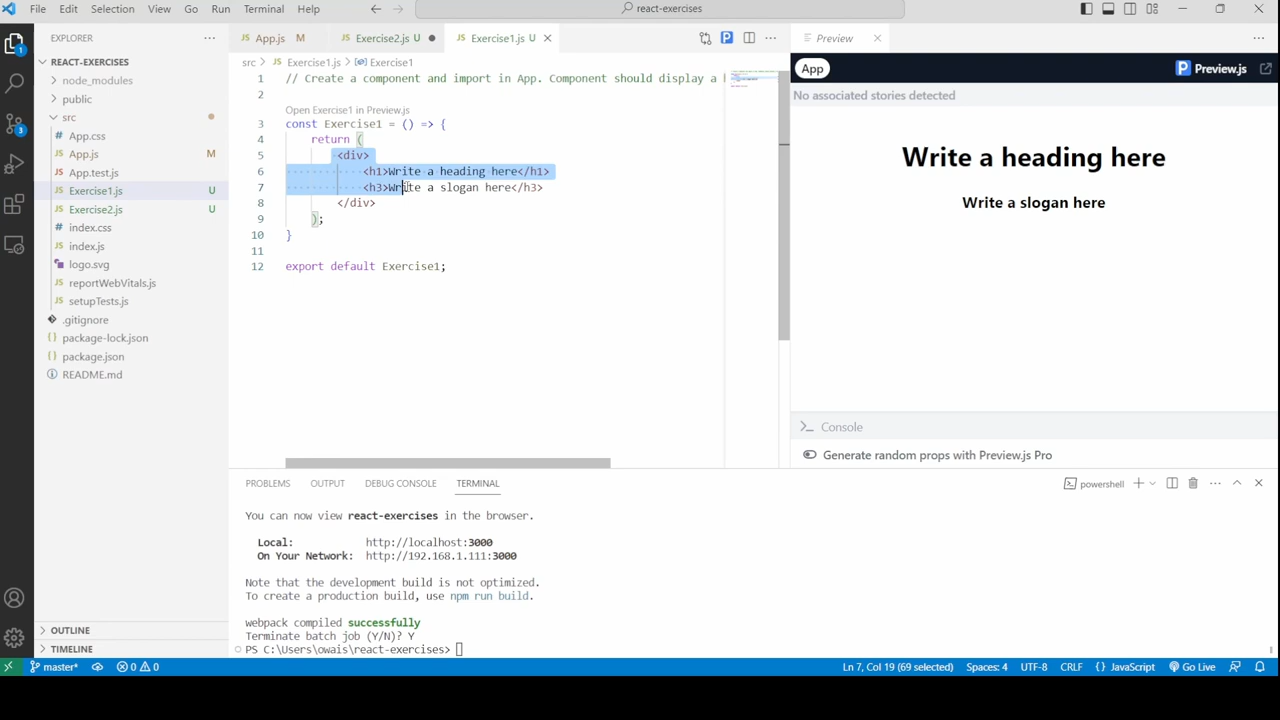 File Edit Selection View Go Run Terminal Help
react-exercises
EXPLORER
REACT-EXERCISES
node_modules
public
src
App.css
App.js M
App.test.js
Exercise1.js U
Exercise2.js U
index.css
index.js
logo.svg
reportWebVitals.js
setupTests.js
.gitignore
package-lock.json
package.json
README.md
OUTLINE
TIMELINE
App.js M
Exercise2.js U
Exercise1.js U
src > Exercise1.js > Exercise1
1 // Create a component and import in App. Component should display a
2
Open Exercise1 in Preview.js
3 const Exercise1 = () => {
4 return (
5 <div>
6 <h1>Write a heading here</h1>
7 <h3>Write a slogan here</h3>
8 </div>
9 );
10 }
11
12 export default Exercise1;
Preview
App
Preview.js
No associated stories detected
Write a heading here
Write a slogan here
Console
Generate random props with Preview.js Pro
PROBLEMS OUTPUT DEBUG CONSOLE TERMINAL
powershell
You can now view react-exercises in the browser.
Local: http://localhost:3000
On Your Network: http://192.168.1.111:3000
Note that the development build is not optimized.
To create a production build, use npm run build.
webpack compiled successfully
Terminate batch job (Y/N)? Y
PS C:\Users\owais\react-exercises>
master* 0 0
Ln 7, Col 19 (69 selected) Spaces: 4 UTF-8 CRLF {} JavaScript Go Live